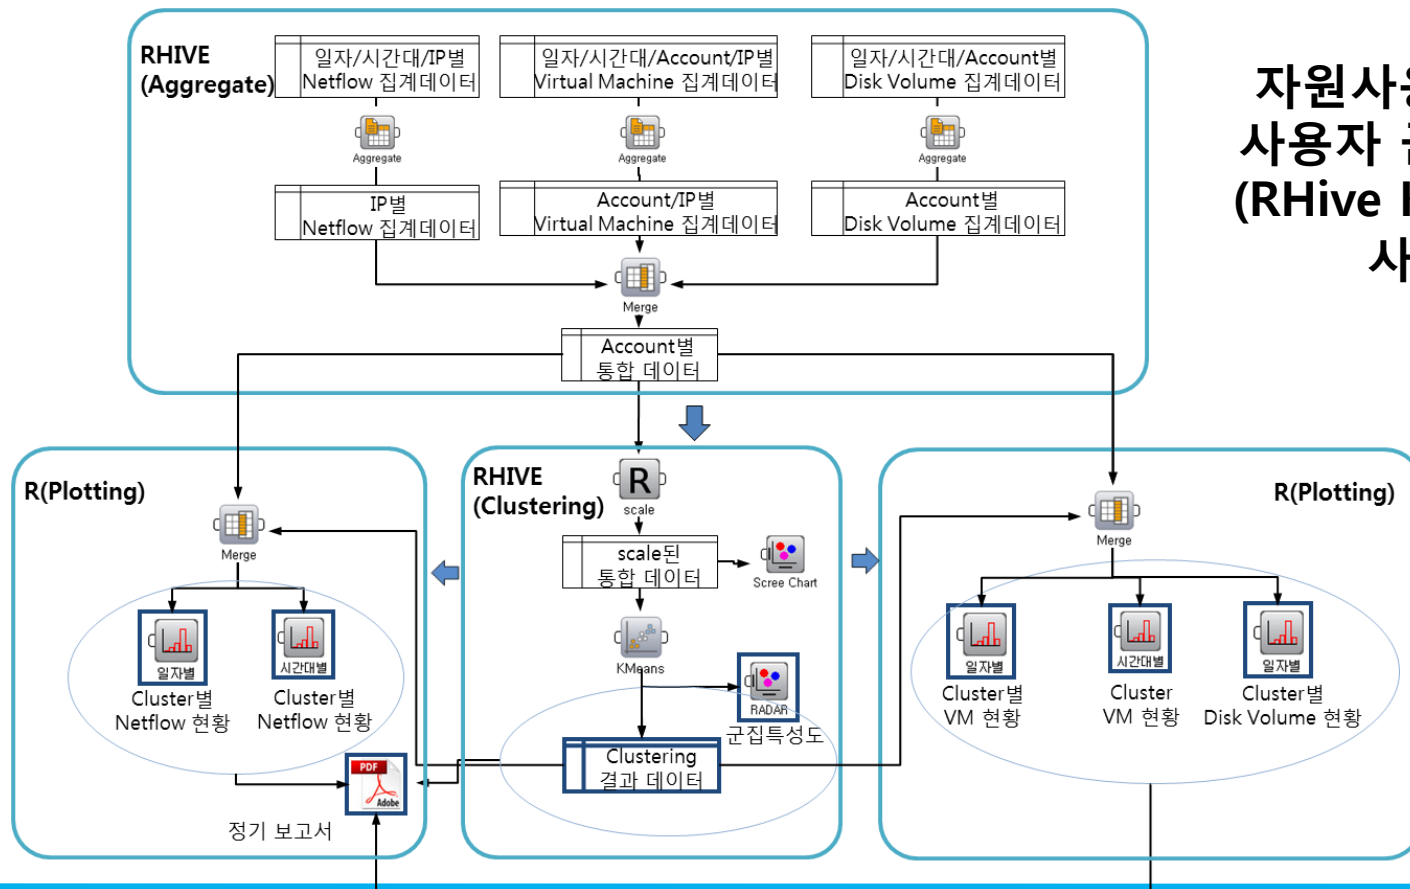 RHIVE
(Aggregate)
일자/시간대/IP별
Netflow 집계데이터
일자/시간대/Account/IP별
Virtual Machine 집계데이터
일자/시간대/Account별
Disk Volume 집계데이터
Aggregate
Aggregate
Aggregate
IP별
Netflow 집계데이터
Account/IP별
Virtual Machine 집계데이터
Account별
Disk Volume 집계데이터
Merge
Account별
통합 데이터
자원사
사용자
(RHive
사
R(Plotting)
Merge
일자별
Cluster별
Netflow 현황
시간대별
Cluster별
Netflow 현황
PDF
Adobe
정기 보고서
RHIVE
(Clustering)
R
scale
scale된
통합 데이터
Scree Chart
KMeans
RADAR
군집특성도
Clustering
결과 데이터
R(Plotting)
Merge
일자별
Cluster별
VM 현황
시간대별
Cluster
VM 현황
일자별
Cluster별
Disk Volume 현황